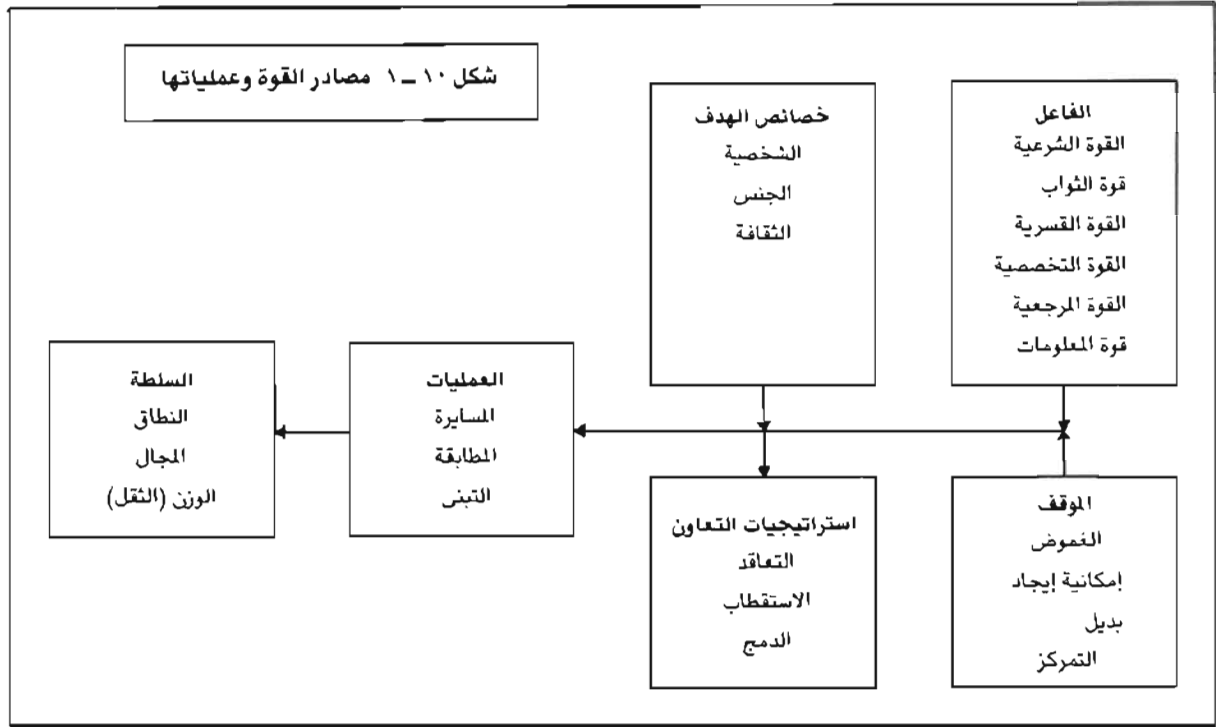 شكل ١٠ – ١ مصادر القوة وعملياتها
الفاعل
القوة الشرعية
قوة الثواب
القوة القسرية
القوة التخصصية
القوة المرجعية
قوة المعلومات
خصائص الهدف
الشخصية
الجنس
الثقافة
العمليات
المسايرة
المطابقة
التبنى
السلطة
النطاق
المجال
الوزن (الثقل)
الموقف
الغموض
إمكانية إيجاد
بديل
التمركز
استراتيجيات التعاون
التعاقد
الاستقطاب
الدمج